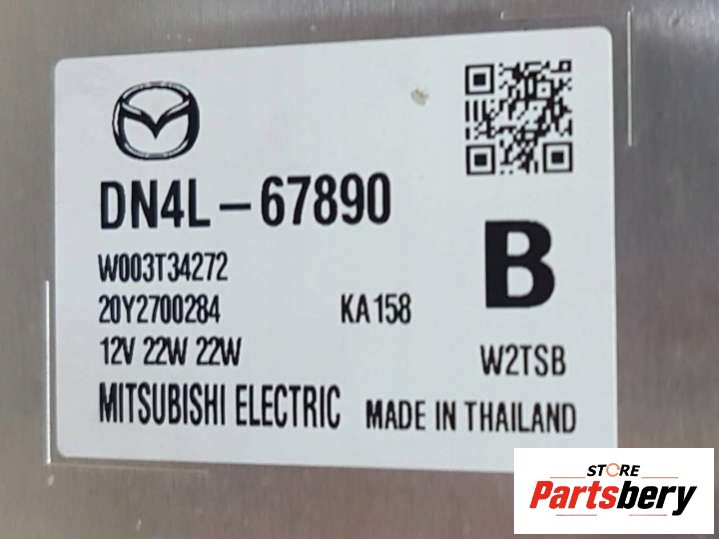 DN4L-67890
W003T34272
20Y2700284 KA158
B
12V 22W 22W
W2TSB
MITSUBISHI ELECTRIC MADE IN THAILAND
STORE
Partsbery